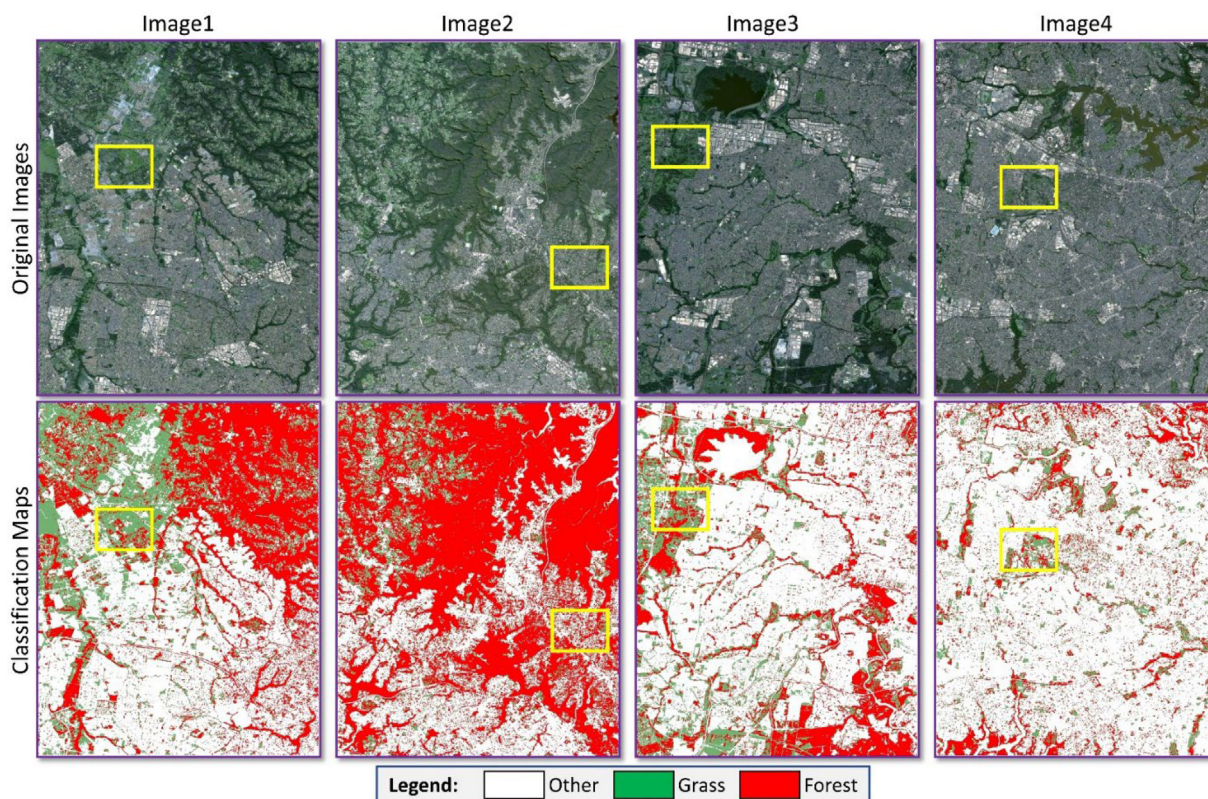 Image1 Image2 Image3 Image4
Original Images
Classification Maps
Legend: Other Grass Forest